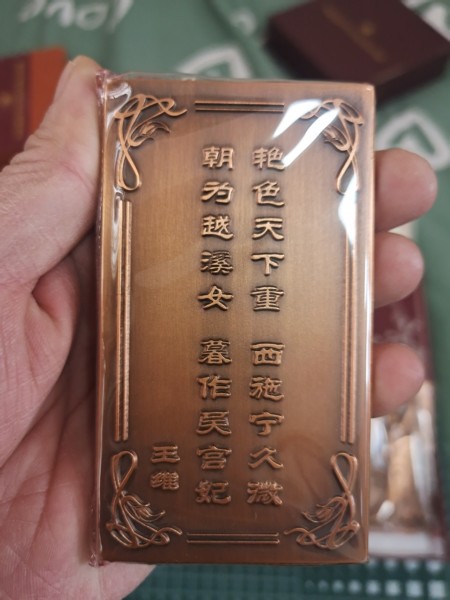 艳色天下重 西施宁久微
朝为越溪女 暮作吴宫妃
王维